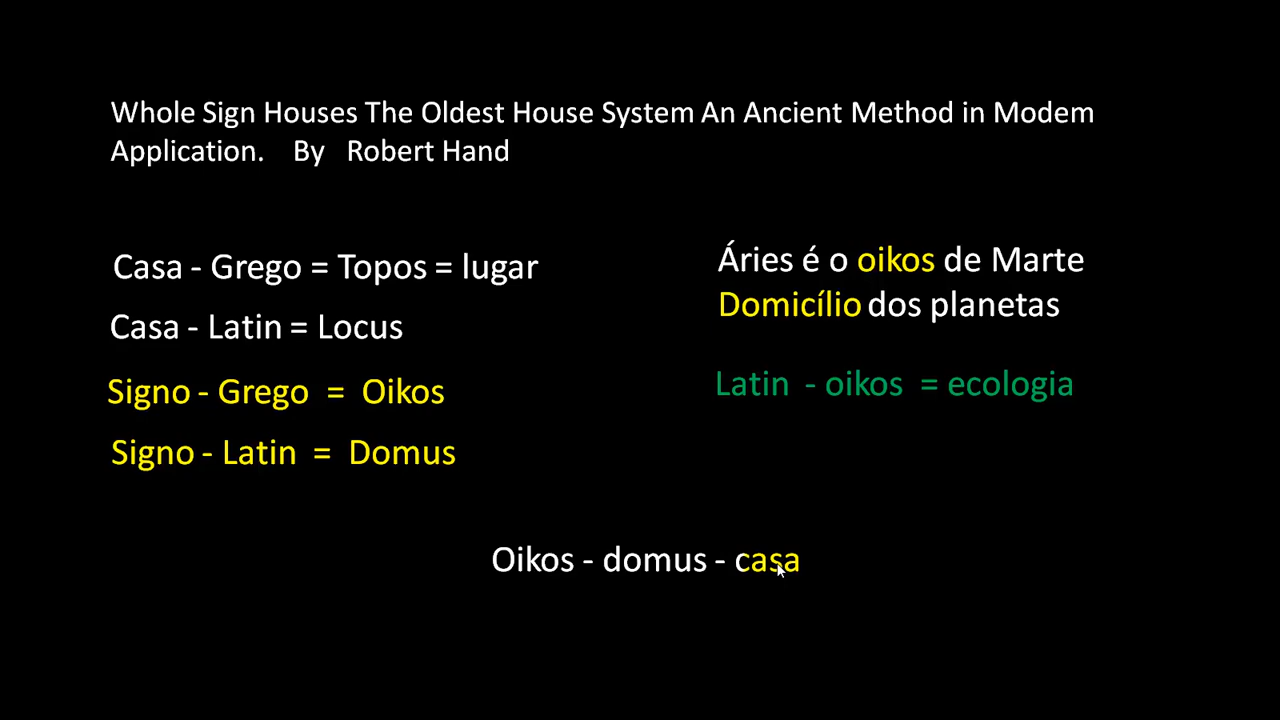 Whole Sign Houses The Oldest House System An Ancient Method in Modem
Application. By Robert Hand
Casa - Grego = Topos = lugar
Casa - Latin = Locus
Signo - Grego = Oikos
Signo - Latin = Domus
Áries é o oikos de Marte
Domicílio dos planetas
Latin - oikos = ecologia
Oikos - domus - casa